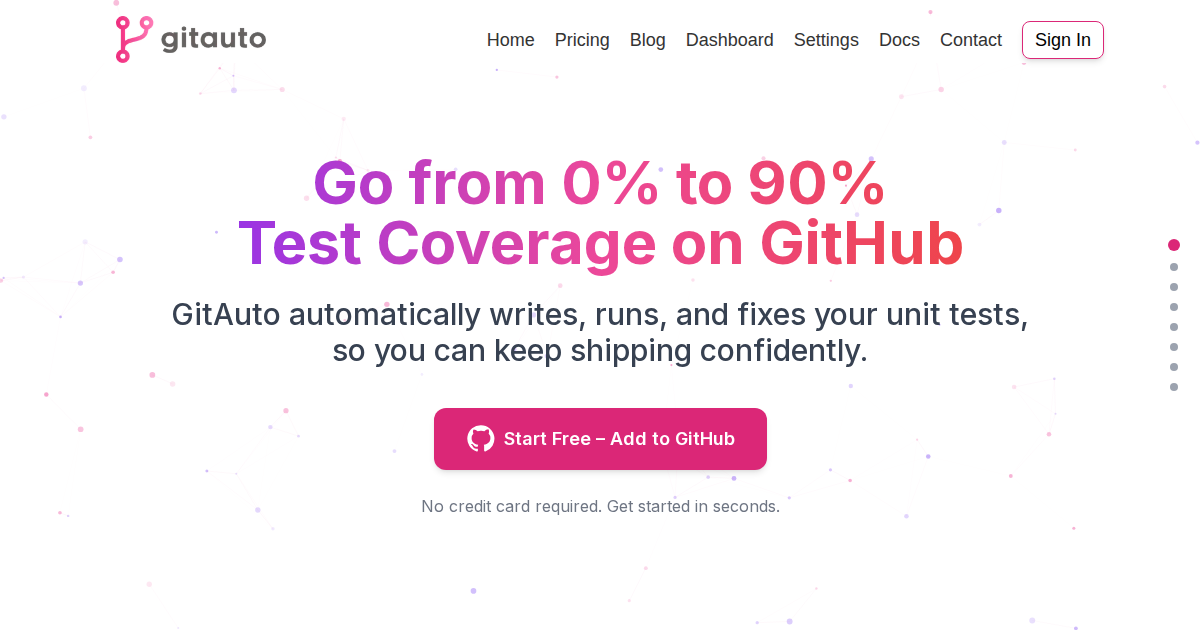 gitauto
Home Pricing Blog Dashboard Settings Docs Contact Sign In
Go from 0% to 90%
Test Coverage on GitHub
GitAuto automatically writes, runs, and fixes your unit tests,
so you can keep shipping confidently.
Start Free – Add to GitHub
No credit card required. Get started in seconds.